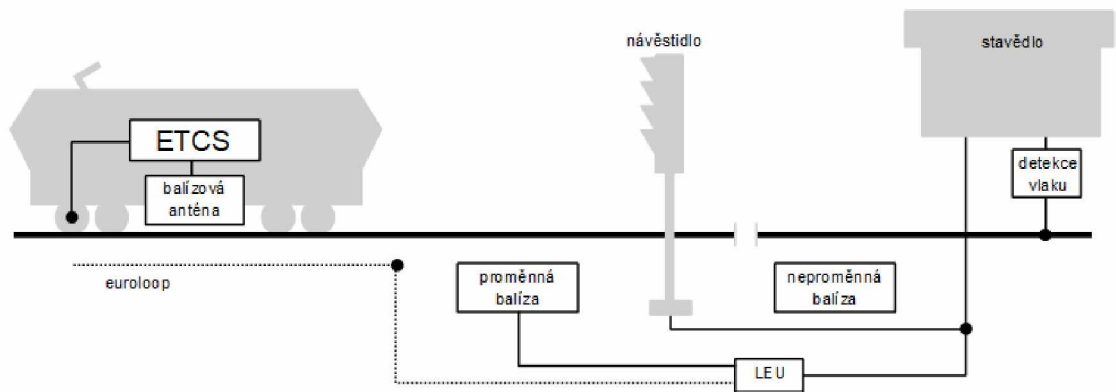 návěstidlo
stavědlo
ETCS
balízová
anténa
detekce
vlaku
euroloop
proměnná
balíza
neproměnná
balíza
LEU